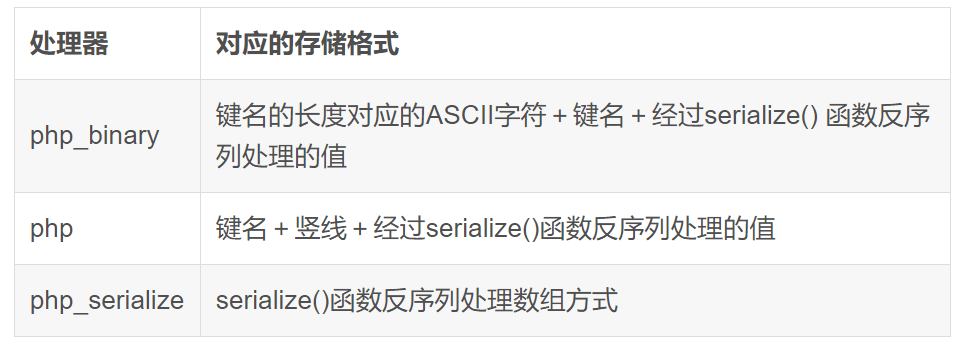 处理器 对应的存储格式
php_binary 键名的长度对应的ASCII字符＋键名＋经过serialize() 函数反序
列处理的值
php 键名＋竖线＋经过serialize()函数反序列处理的值
php_serialize serialize()函数反序列处理数组方式